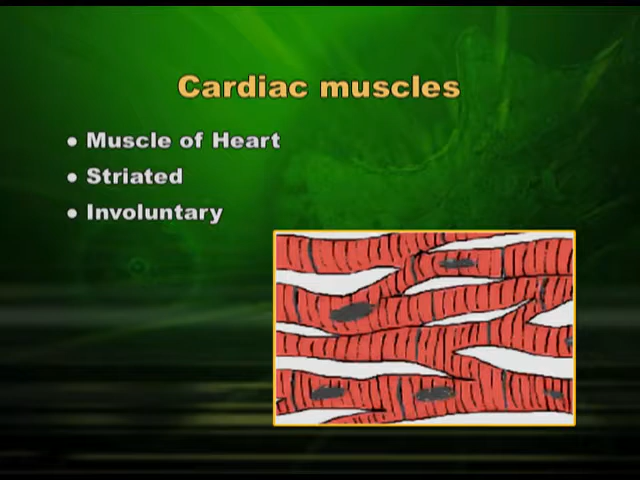 Cardiac muscles
● Muscle of Heart
● Striated
● Involuntary